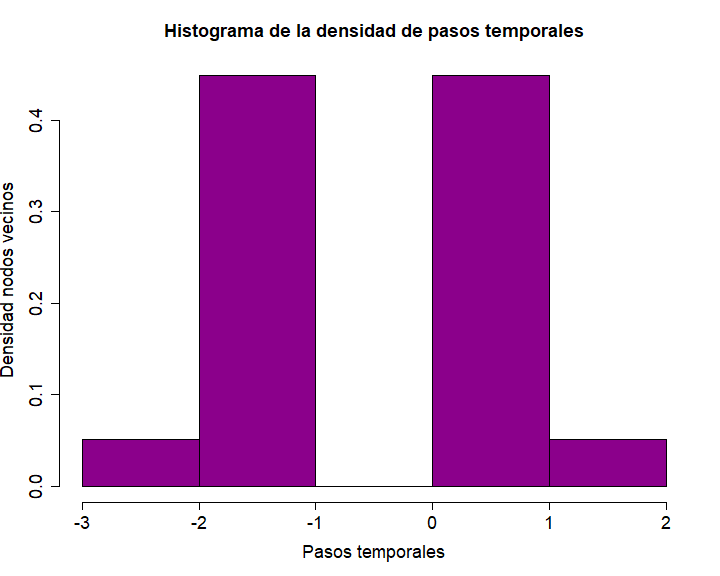 Histograma de la densidad de pasos temporales
Densidad nodos vecinos
0.4
0.3
0.2
0.1
0.0
-3 -2 -1 0 1 2
Pasos temporales